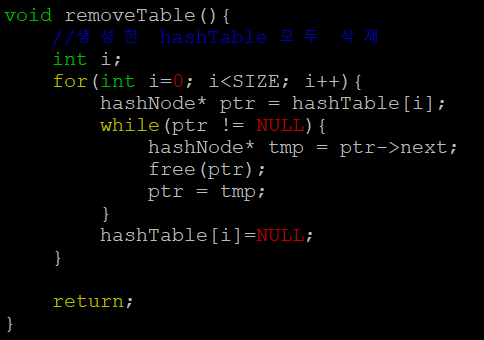 void removeTable(){
    //생성한 hashTable 모두 삭제
    int i;
    for(int i=0; i<SIZE; i++){
        hashNode* ptr = hashTable[i];
        while(ptr != NULL){
            hashNode* tmp = ptr->next;
            free(ptr);
            ptr = tmp;
        }
        hashTable[i]=NULL;
    }

    return;
}